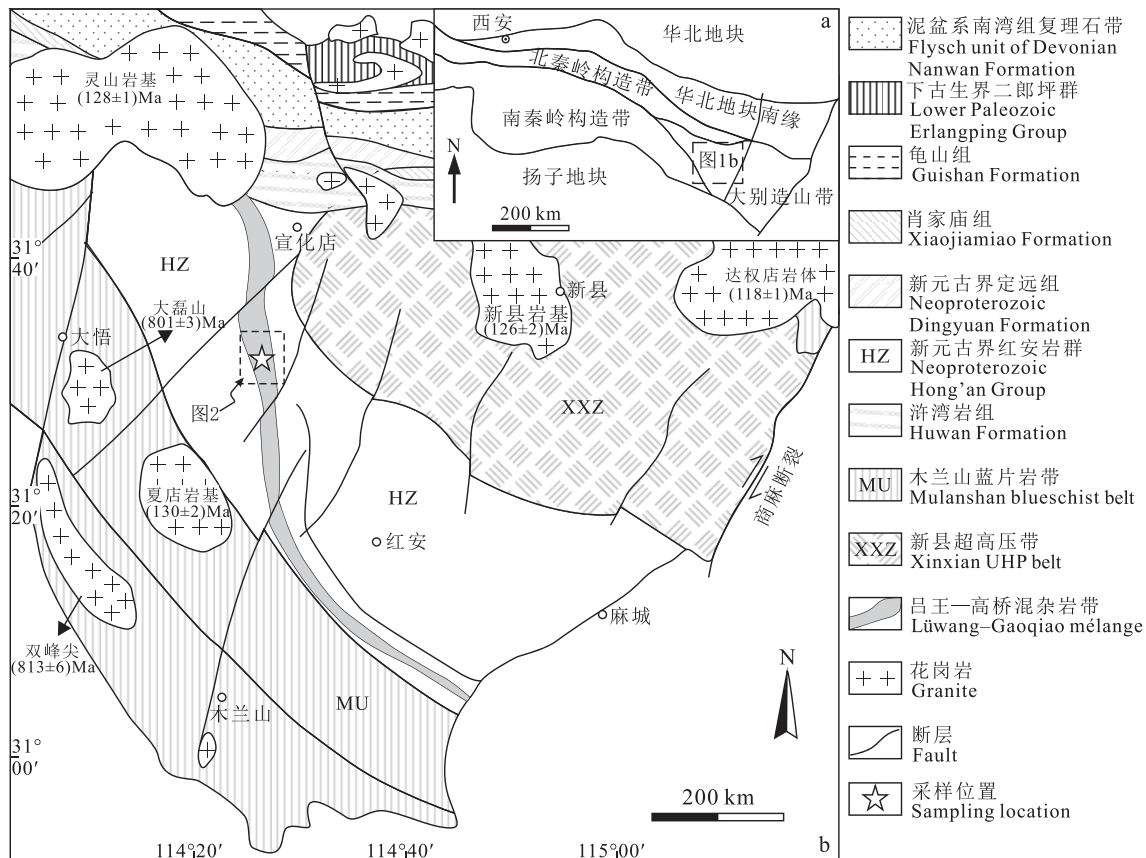 灵山岩基
(128±1)Ma
31°
40′
HZ
宣化店
大磊山
(801±3)Ma
大悟
图2
新县
新县岩基
(126±2)Ma
达权店岩体
(118±1)Ma
XXZ
商麻断裂
夏店岩基
(130±2)Ma
31°
20′
HZ
红安
麻城
双峰尖
(813±6)Ma
木兰山
MU
N
31°
00′
200 km
b
114°20′
114°40′
115°00′
a
西安
华北地块
北秦岭构造带
华北地块南缘
南秦岭构造带
N
图1b
扬子地块
大别造山带
200 km
泥盆系南湾组复理石带
Flysch unit of Devonian
Nanwan Formation
下古生界二郎坪群
Lower Paleozoic
Erlangping Group
龟山组
Guishan Formation
肖家庙组
Xiaojiamiao Formation
新元古界定远组
Neoproterozoic
Dingyuan Formation
HZ
新元古界红安岩群
Neoproterozoic
Hong'an Group
浒湾岩组
Huwan Formation
MU
木兰山蓝片岩带
Mulanshan blueschist belt
XXZ
新县超高压带
Xinxian UHP belt
吕王—高桥混杂岩带
Lüwang–Gaoqiao mélange
花岗岩
Granite
断层
Fault
采样位置
Sampling location